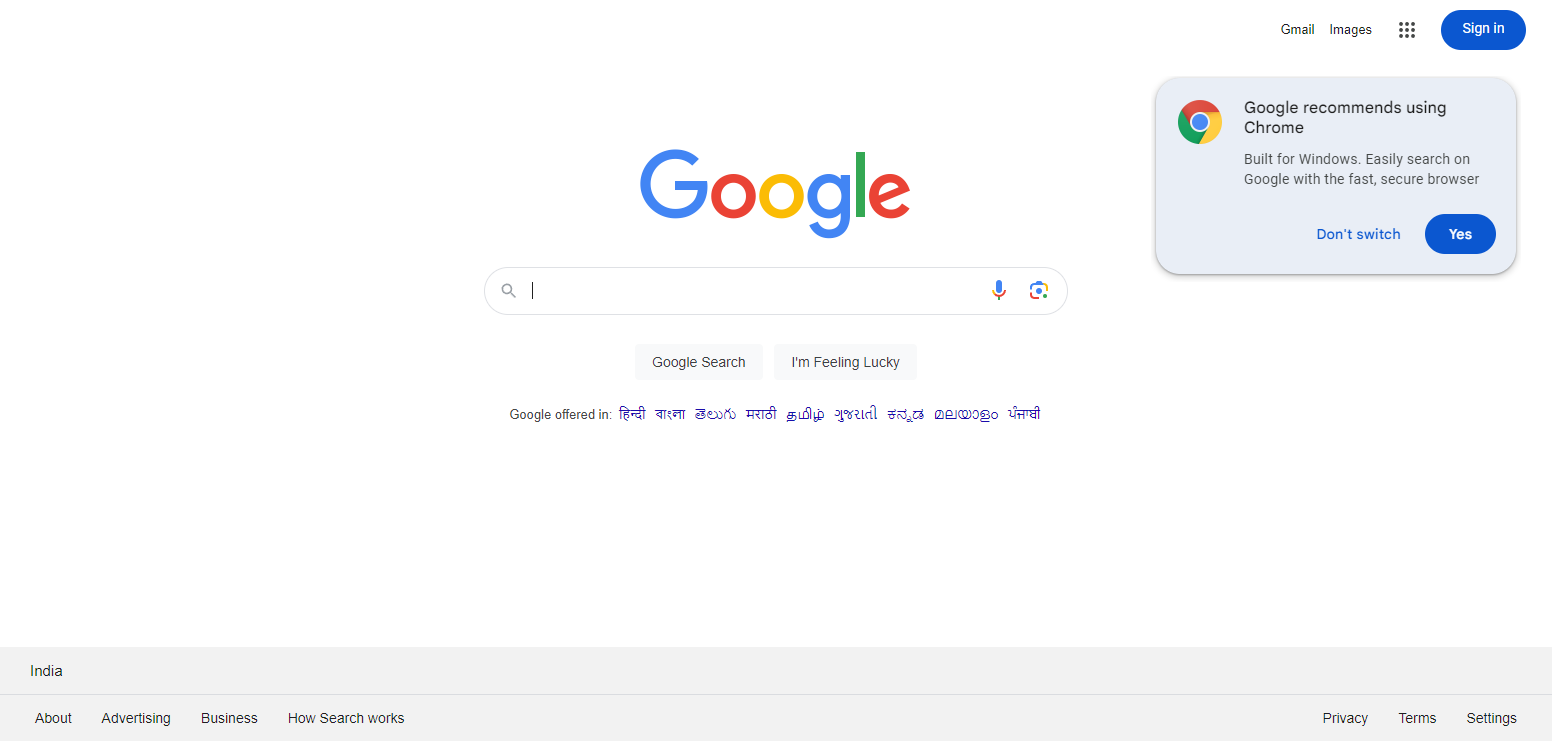 Gmail Images Sign in
Google recommends using
Chrome
Built for Windows. Easily search on
Google with the fast, secure browser
Don't switch Yes
Google
Google Search I'm Feeling Lucky
Google offered in: हिन्दी বাংলা తెలుగు मराठी தமிழ் ગુજરાતી ಕನ್ನಡ മലയാളം ਪੰਜਾਬੀ
India
About Advertising Business How Search works Privacy Terms Settings